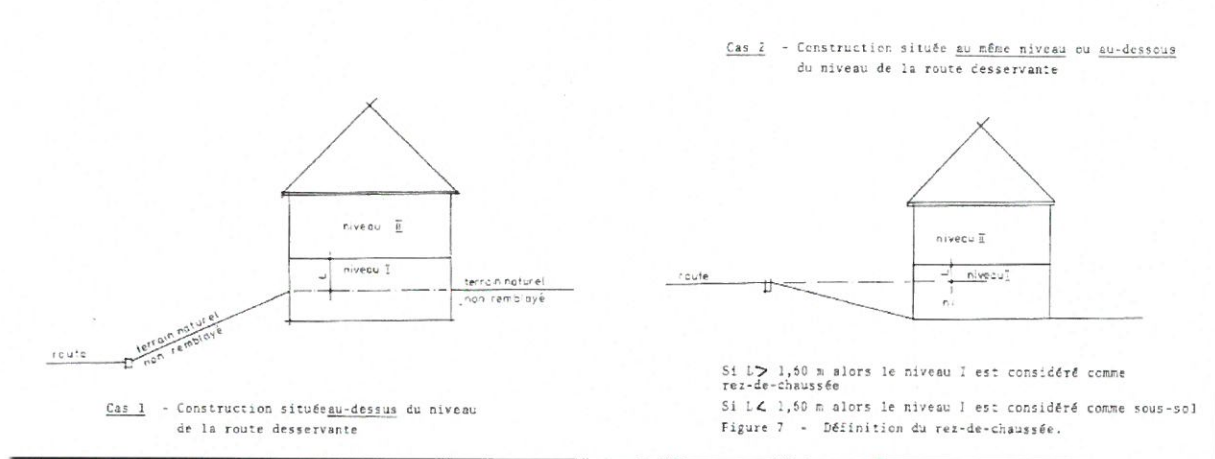 niveau II
L
niveau I
terrain naturel
non remblayé
terrain naturel
non remblayé
route
Cas 1 - Construction située au-dessus du niveau
de la route desservante
Cas 2 - Construction située au même niveau ou au-dessous
du niveau de la route desservante
niveau II
L
niveau I
route
Si L > 1,50 m alors le niveau I est considéré comme
rez-de-chaussée
Si L < 1,50 m alors le niveau I est considéré comme sous-sol
Figure 7 - Définition du rez-de-chaussée.